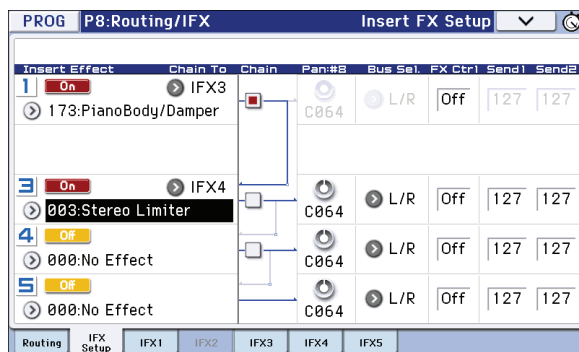 PROG P8:Routing/IFX Insert FX Setup
Insert Effect Chain To Chain Pan:#8 Bus Sel. FX Ctrl Send1 Send2
1 On IFX3
173:PianoBody/Damper C064 L/R Off 127 127
3 On IFX4
003:Stereo Limiter C064 L/R Off 127 127
4 Off
000:No Effect C064 L/R Off 127 127
5 Off
000:No Effect C064 L/R Off 127 127
Routing IFX Setup IFX1 IFX2 IFX3 IFX4 IFX5